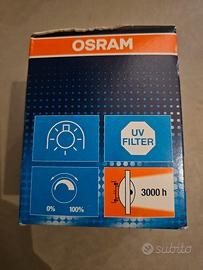 OSRAM
UV
FILTER
0% 100%
3000 h
subito